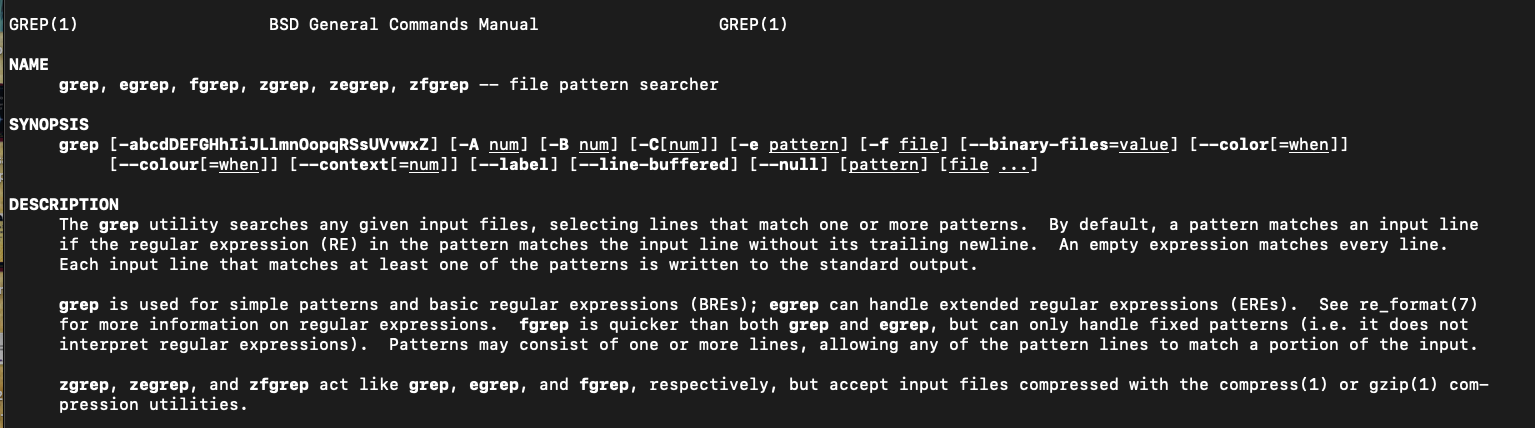 GREP(1)                   BSD General Commands Manual                  GREP(1)
NAME
     grep, egrep, fgrep, zgrep, zegrep, zfgrep -- file pattern searcher
SYNOPSIS
     grep [-abcdDEFGHhIiJLlmnOopqRSsUVvwxZ] [-A num] [-B num] [-C[num]] [-e pattern] [-f file] [--binary-files=value] [--color[=when]]
          [--colour[=when]] [--context[=num]] [--label] [--line-buffered] [--null] [pattern] [file ...]
DESCRIPTION
     The grep utility searches any given input files, selecting lines that match one or more patterns.  By default, a pattern matches an input line
     if the regular expression (RE) in the pattern matches the input line without its trailing newline.  An empty expression matches every line.
     Each input line that matches at least one of the patterns is written to the standard output.
     grep is used for simple patterns and basic regular expressions (BREs); egrep can handle extended regular expressions (EREs).  See re_format(7)
     for more information on regular expressions.  fgrep is quicker than both grep and egrep, but can only handle fixed patterns (i.e. it does not
     interpret regular expressions).  Patterns may consist of one or more lines, allowing any of the pattern lines to match a portion of the input.
     zgrep, zegrep, and zfgrep act like grep, egrep, and fgrep, respectively, but accept input files compressed with the compress(1) or gzip(1) com-
     pression utilities.